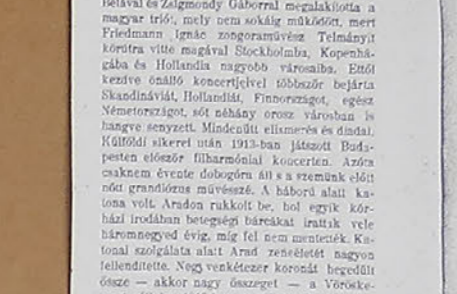 Bélával és Zsigmondy Gáborral megalakította a
magyar triót, mely nem sokáig működött, mert
Friedmann Ignác zongoraművész Telmányit
körútra vitte magával Stockholmba, Kopenhá-
gába és Hollandia nagyobb városaiba. Ettől
kezdve önálló koncertjeivel többször bejárta
Skandináviát, Hollandiát, Finnországot, egész
Németországot, sőt néhány orosz városban is
hangversenyzett. Mindenütt elismerés és diadal.
Külföldi sikerei után 1913-ban játszott Buda-
pesten először filharmóniai koncerten. Azóta
csaknem évente dobogóra áll s a szemünk előtt
nőtt grandiózus művésszé. A háború alatt ka-
tona volt. Aradon rukkolt be, hol egyik kór-
házi irodában betegségi bárcákat írattak vele
háromnegyed évig, míg fel nem mentették. Ka-
tonai szolgálata alatt Arad zeneéletét nagyon
fellendítette. Negyvenkétezer koronát hegedült
össze — akkor nagy összeget — a Vöröske-